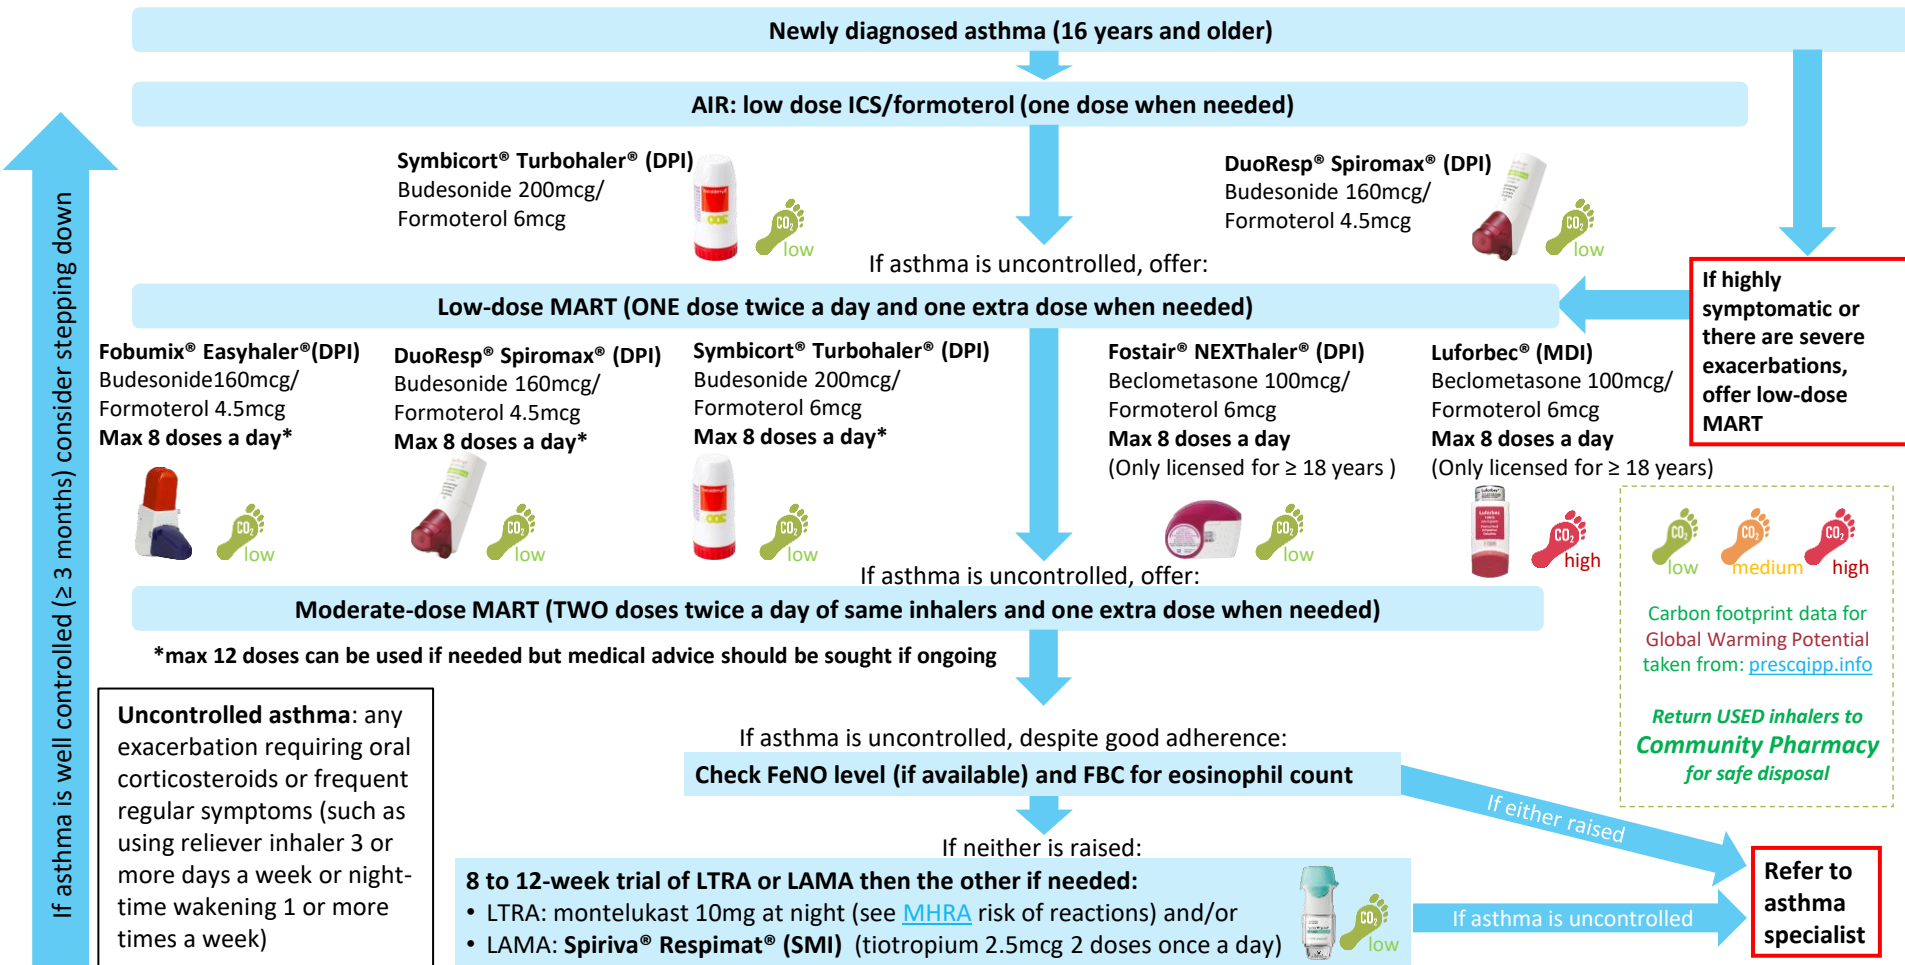 Newly diagnosed asthma (16 years and older)
AIR: low dose ICS/formoterol (one dose when needed)
Symbicort® Turbohaler® (DPI)
Budesonide 200mcg/
Formoterol 6mcg
CO₂
low
DuoResp® Spiromax® (DPI)
Budesonide 160mcg/
Formoterol 4.5mcg
CO₂
low
If asthma is uncontrolled, offer:
If highly
symptomatic or
there are severe
exacerbations,
offer low-dose
MART
Low-dose MART (ONE dose twice a day and one extra dose when needed)
Fobumix® Easyhaler®(DPI)
Budesonide160mcg/
Formoterol 4.5mcg
Max 8 doses a day*
CO₂
low
DuoResp® Spiromax® (DPI)
Budesonide 160mcg/
Formoterol 4.5mcg
Max 8 doses a day*
CO₂
low
Symbicort® Turbohaler® (DPI)
Budesonide 200mcg/
Formoterol 6mcg
Max 8 doses a day*
CO₂
low
Fostair® NEXThaler® (DPI)
Beclometasone 100mcg/
Formoterol 6mcg
Max 8 doses a day
(Only licensed for ≥ 18 years )
CO₂
low
Luforbec® (MDI)
Beclometasone 100mcg/
Formoterol 6mcg
Max 8 doses a day
(Only licensed for ≥ 18 years)
Luforbec
CO₂
high
If asthma is uncontrolled, offer:
Moderate-dose MART (TWO doses twice a day of same inhalers and one extra dose when needed)
*max 12 doses can be used if needed but medical advice should be sought if ongoing
CO₂
low
CO₂
medium
CO₂
high
Carbon footprint data for
Global Warming Potential
taken from: prescqipp.info
Return USED inhalers to
Community Pharmacy
for safe disposal
If asthma is well controlled (≥ 3 months) consider stepping down
Uncontrolled asthma: any
exacerbation requiring oral
corticosteroids or frequent
regular symptoms (such as
using reliever inhaler 3 or
more days a week or night-
time wakening 1 or more
times a week)
If asthma is uncontrolled, despite good adherence:
Check FeNO level (if available) and FBC for eosinophil count
If either raised
If neither is raised:
8 to 12-week trial of LTRA or LAMA then the other if needed:
• LTRA: montelukast 10mg at night (see MHRA risk of reactions) and/or
• LAMA: Spiriva® Respimat® (SMI) (tiotropium 2.5mcg 2 doses once a day)
CO₂
low
If asthma is uncontrolled
Refer to
asthma
specialist